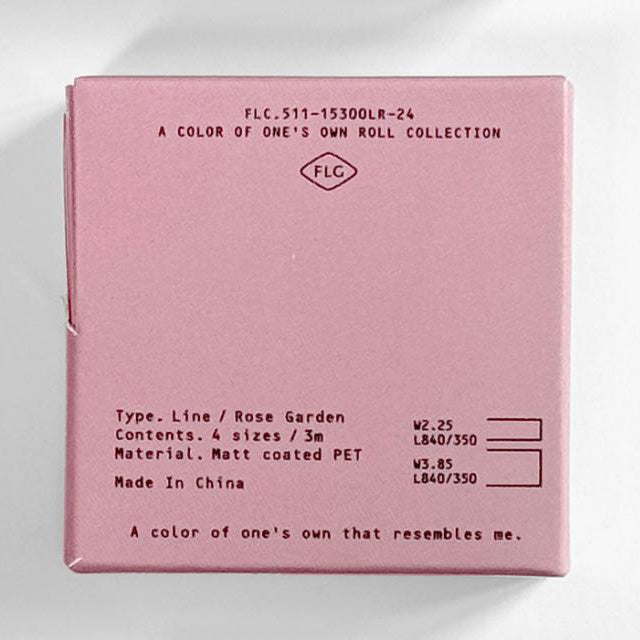 FLC.511-15300LR-24
A COLOR OF ONE'S OWN ROLL COLLECTION
FLC
Type. Line / Rose Garden
Contents. 4 sizes / 3m
Material. Matt coated PET
Made In China
W2.25
L840/350
W3.85
L840/350
A color of one's own that resembles me.